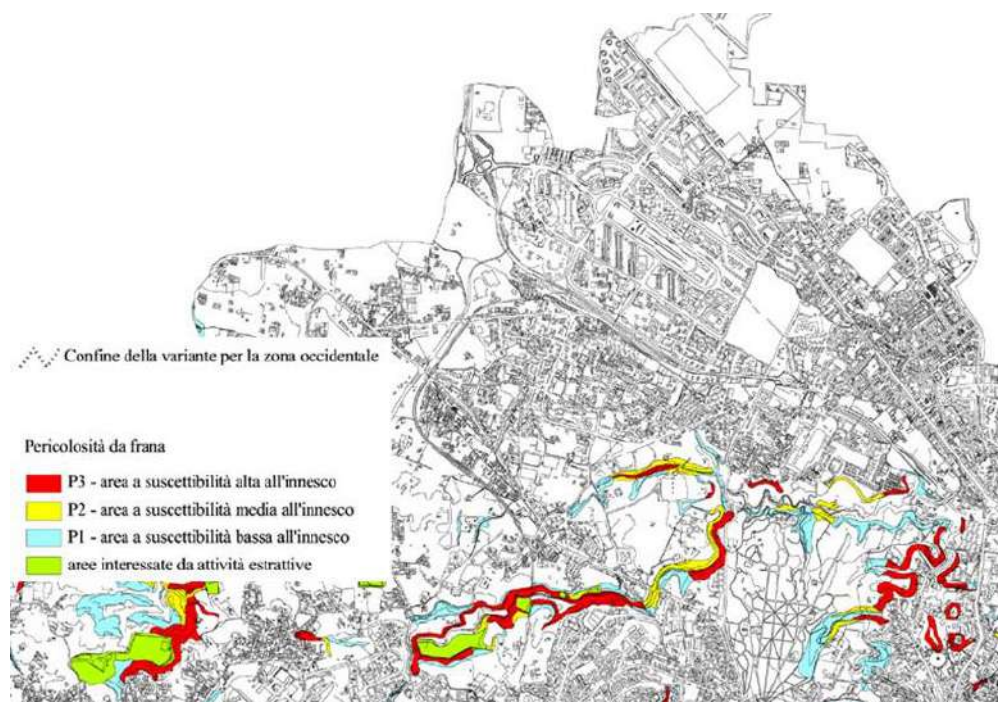 Confine della variante per la zona occidentale
Pericolosità da frana
P3 - area a suscettibilità alta all'innesco
P2 - area a suscettibilità media all'innesco
P1 - area a suscettibilità bassa all'innesco
aree interessate da attività estrattive